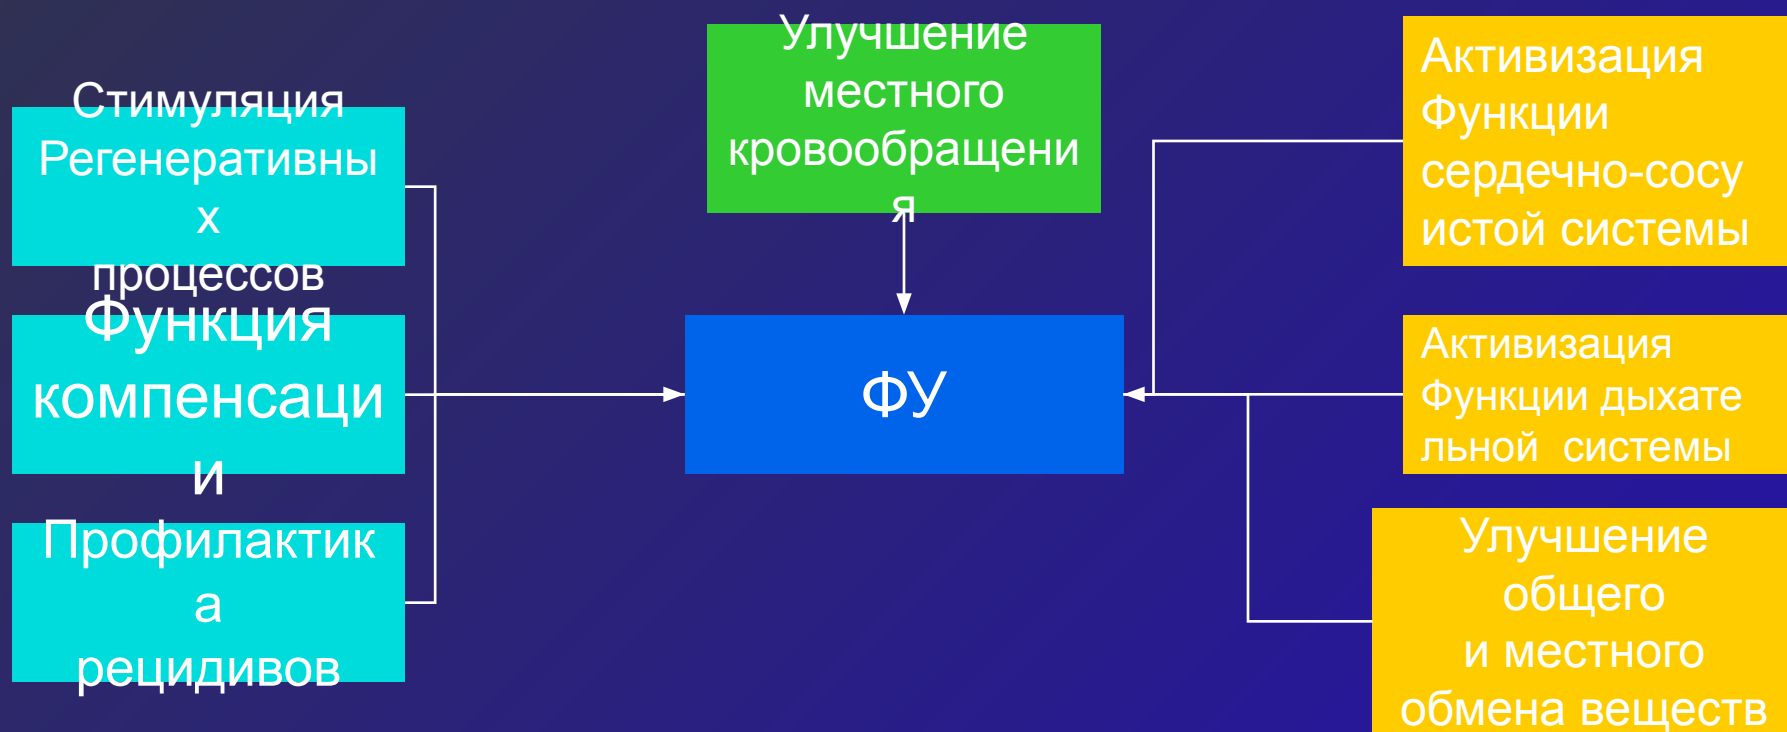 Стимуляция
Регенеративны
х
процессов
Функция
компенсаци
и
Профилактик
а
рецидивов
Улучшение
местного
кровообращени
я
ФУ
Активизация
Функции
сердечно-сосу
истой системы
Активизация
Функции дыхате
льной системы
Улучшение
общего
и местного
обмена веществ